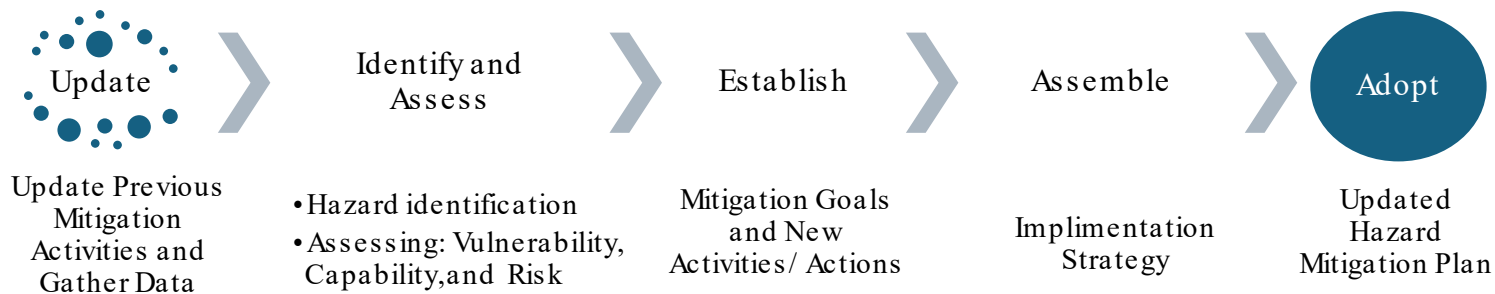 Update
Identify and
Assess
Establish
Assemble
Adopt
Update Previous
Mitigation
Activities and
Gather Data
•Hazard identification
•Assessing: Vulnerability,
Capability,and Risk
Mitigation Goals
and New
Activities/ Actions
Implimentation
Strategy
Updated
Hazard
Mitigation Plan